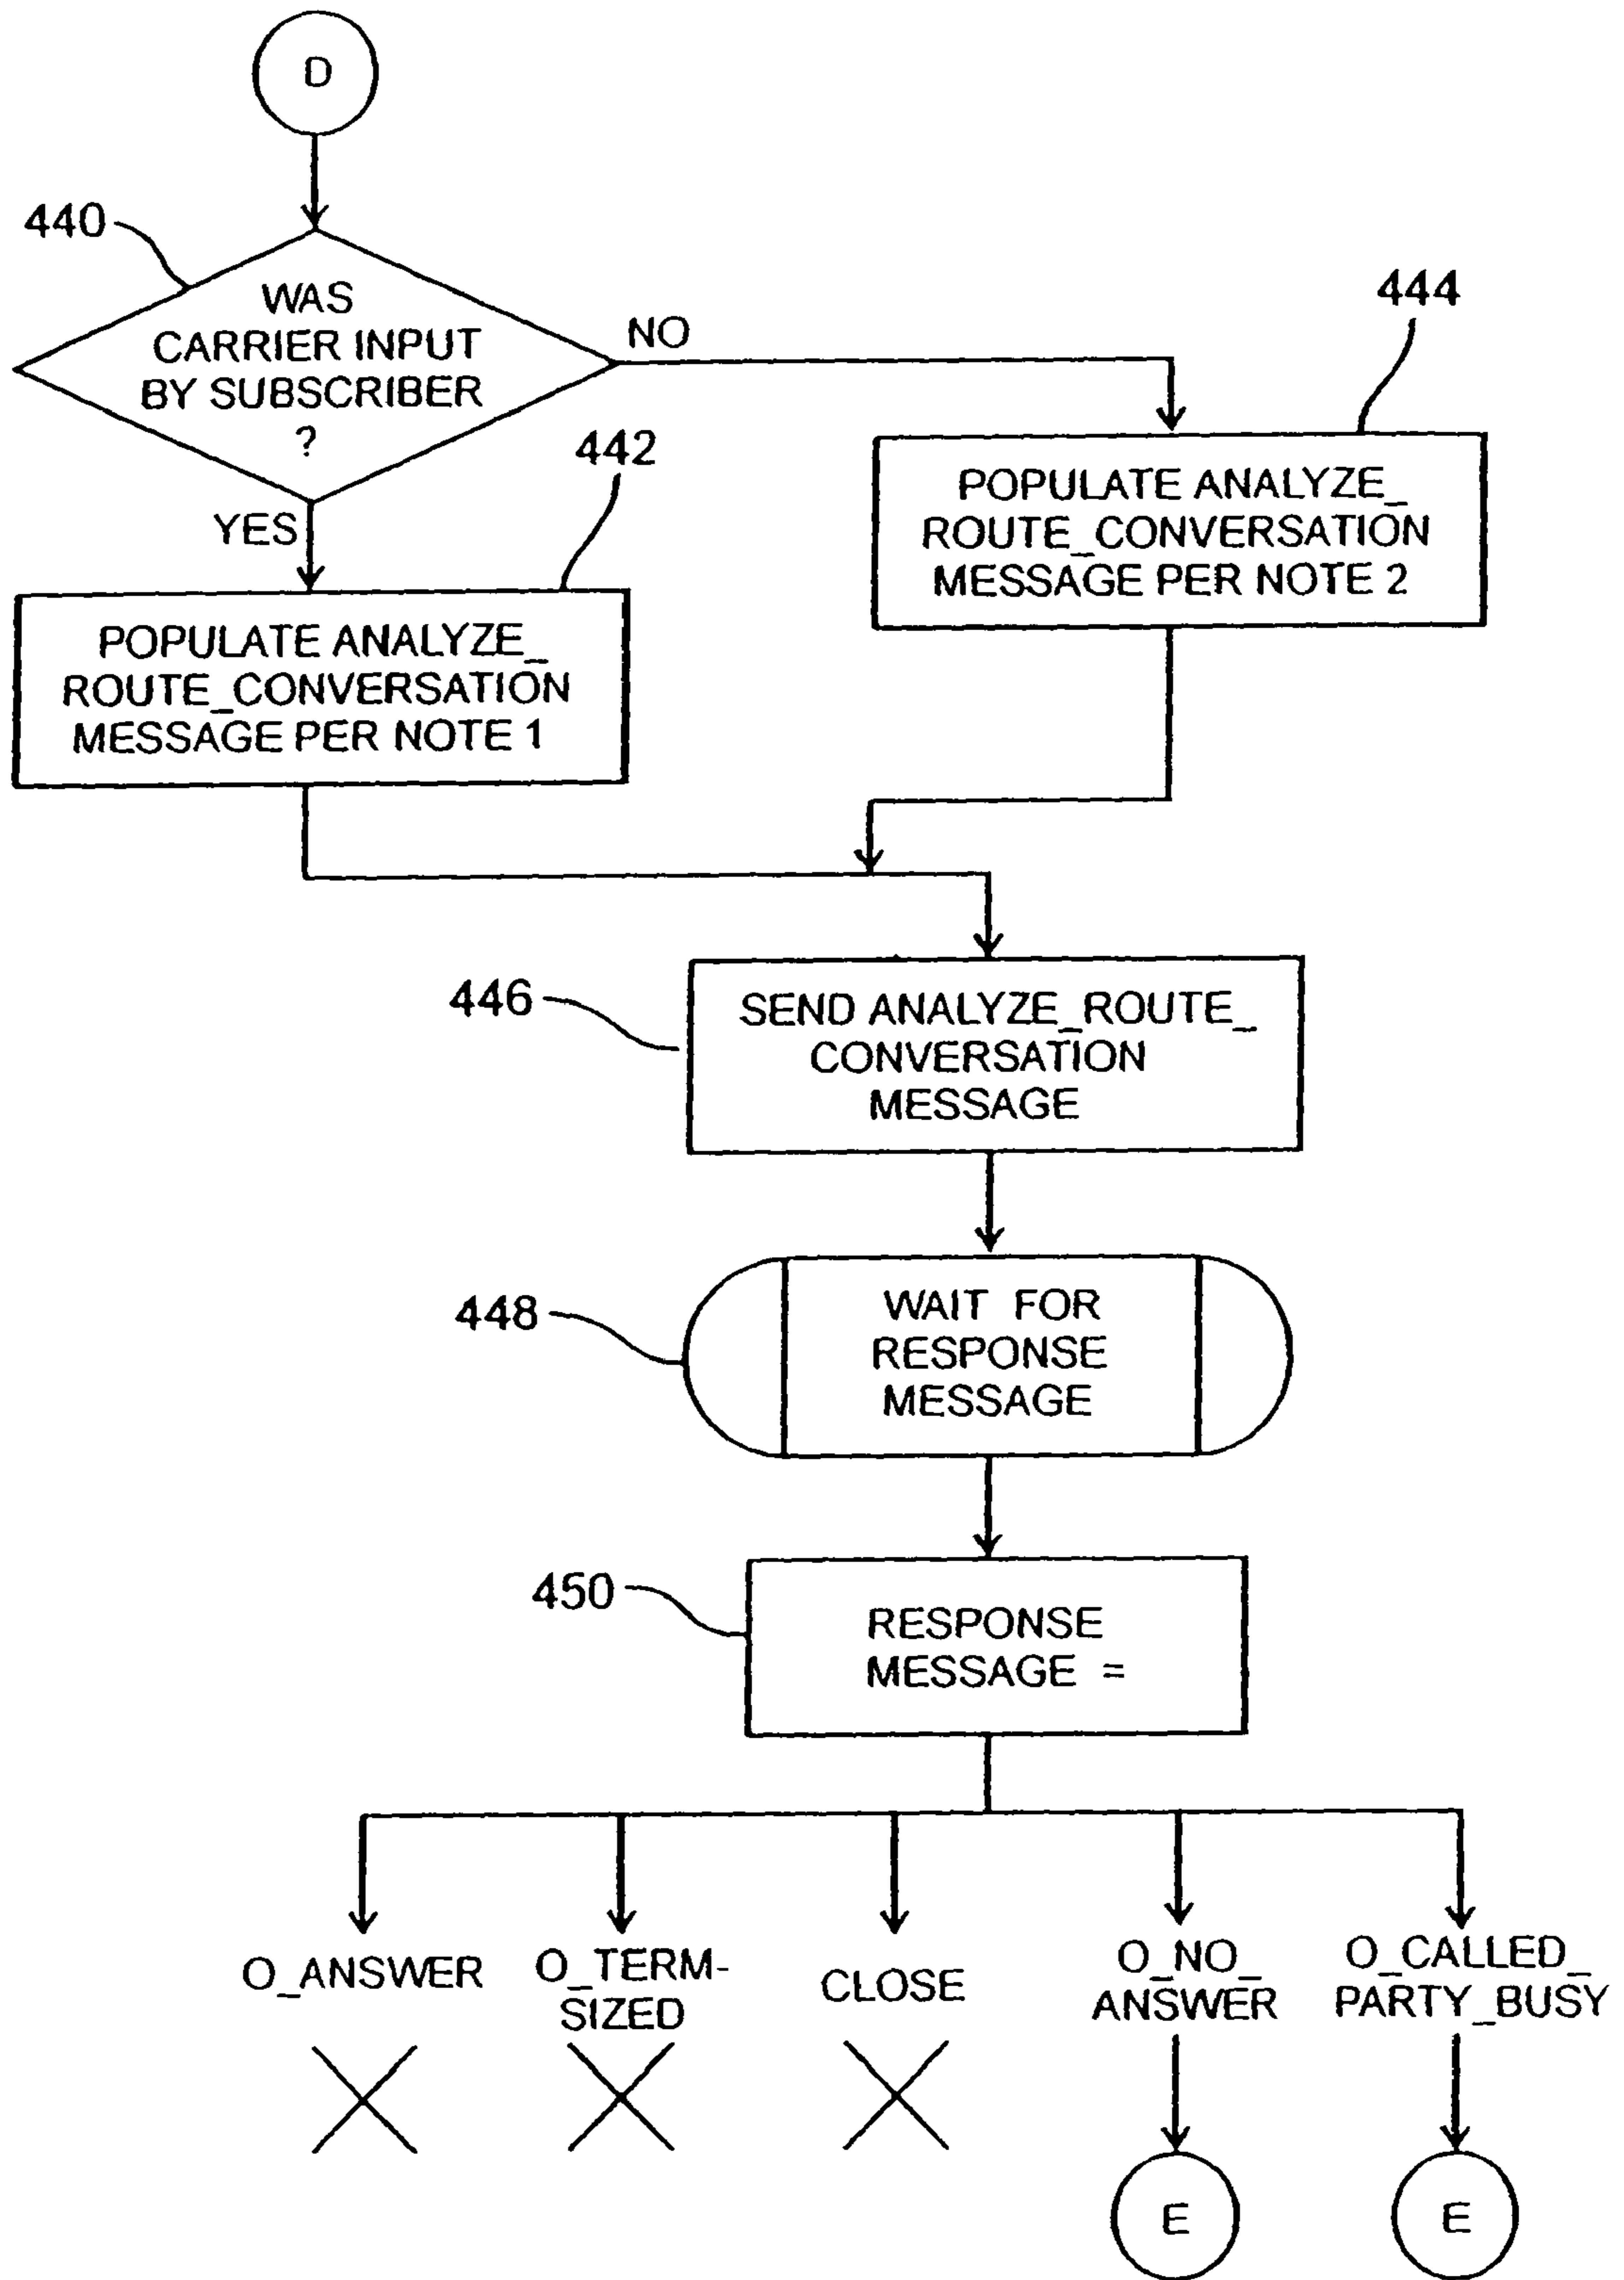 D
440
WAS
CARRIER INPUT
BY SUBSCRIBER
?
NO
YES
444
POPULATE ANALYZE_
ROUTE_CONVERSATION
MESSAGE PER NOTE 2
442
POPULATE ANALYZE_
ROUTE_CONVERSATION
MESSAGE PER NOTE 1
446
SEND ANALYZE_ROUTE_
CONVERSATION
MESSAGE
448
WAIT FOR
RESPONSE
MESSAGE
450
RESPONSE
MESSAGE =
O_ANSWER
O_TERM-
SIZED
CLOSE
O_NO_
ANSWER
O_CALLED_
PARTY_BUSY
E
E